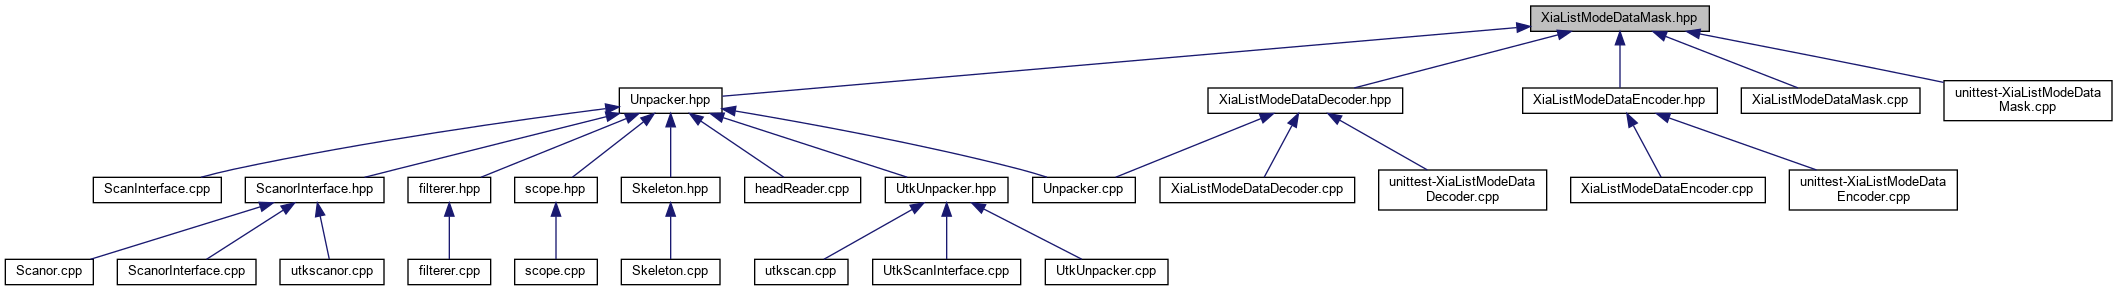 XiaListModeDataMask.hpp
Unpacker.hpp
XiaListModeDataDecoder.hpp
XiaListModeDataEncoder.hpp
XiaListModeDataMask.cpp
unittest-XiaListModeData
Mask.cpp
ScanInterface.cpp
ScanorInterface.hpp
filterer.hpp
scope.hpp
Skeleton.hpp
headReader.cpp
UtkUnpacker.hpp
Unpacker.cpp
XiaListModeDataDecoder.cpp
unittest-XiaListModeData
Decoder.cpp
XiaListModeDataEncoder.cpp
unittest-XiaListModeData
Encoder.cpp
Scanor.cpp
ScanorInterface.cpp
utkscanor.cpp
filterer.cpp
scope.cpp
Skeleton.cpp
utkscan.cpp
UtkScanInterface.cpp
UtkUnpacker.cpp